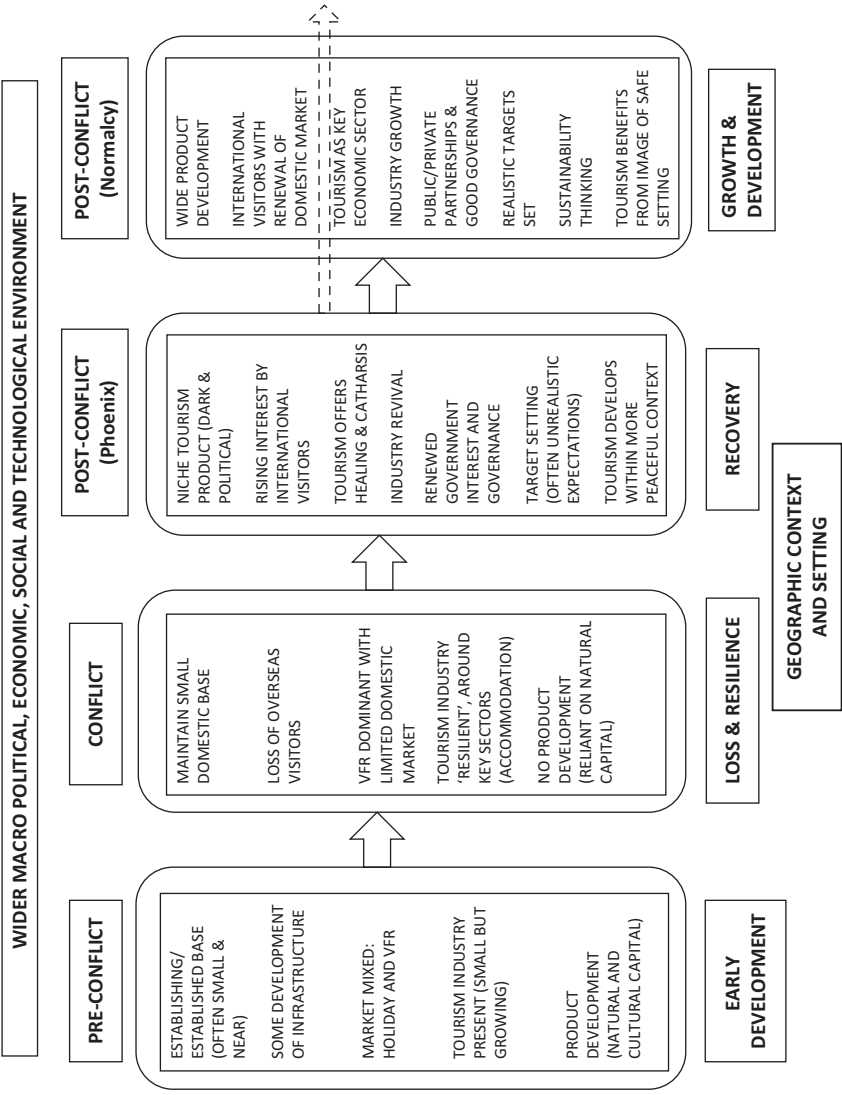 WIDER MACRO POLITICAL, ECONOMIC, SOCIAL AND TECHNOLOGICAL ENVIRONMENT
PRE-CONFLICT
ESTABLISHING/
ESTABLISHED BASE
(OFTEN SMALL &
NEAR)
SOME DEVELOPMENT
OF INFRASTRUCTURE
MARKET MIXED:
HOLIDAY AND VFR
TOURISM INDUSTRY
PRESENT (SMALL BUT
GROWING)
PRODUCT
DEVELOPMENT
(NATURAL AND
CULTURAL CAPITAL)
EARLY
DEVELOPMENT
CONFLICT
MAINTAIN SMALL
DOMESTIC BASE
LOSS OF OVERSEAS
VISITORS
VFR DOMINANT WITH
LIMITED DOMESTIC
MARKET
TOURISM INDUSTRY
‘RESILIENT’, AROUND
KEY SECTORS
(ACCOMMODATION)
NO PRODUCT
DEVELOPMENT
(RELIANT ON NATURAL
CAPITAL)
LOSS & RESILIENCE
POST-CONFLICT
(Phoenix)
NICHE TOURISM
PRODUCT (DARK &
POLITICAL)
RISING INTEREST BY
INTERNATIONAL
VISITORS
TOURISM OFFERS
HEALING & CATHARSIS
INDUSTRY REVIVAL
RENEWED
GOVERNMENT
INTEREST AND
GOVERNANCE
TARGET SETTING
(OFTEN UNREALISTIC
EXPECTATIONS)
TOURISM DEVELOPS
WITHIN MORE
PEACEFUL CONTEXT
RECOVERY
POST-CONFLICT
(Normalcy)
WIDE PRODUCT
DEVELOPMENT
INTERNATIONAL
VISITORS WITH
RENEWAL OF
DOMESTIC MARKET
TOURISM AS KEY
ECONOMIC SECTOR
INDUSTRY GROWTH
PUBLIC/PRIVATE
PARTNERSHIPS &
GOOD GOVERNANCE
REALISTIC TARGETS
SET
SUSTAINABILITY
THINKING
TOURISM BENEFITS
FROM IMAGE OF SAFE
SETTING
GROWTH &
DEVELOPMENT
GEOGRAPHIC CONTEXT
AND SETTING